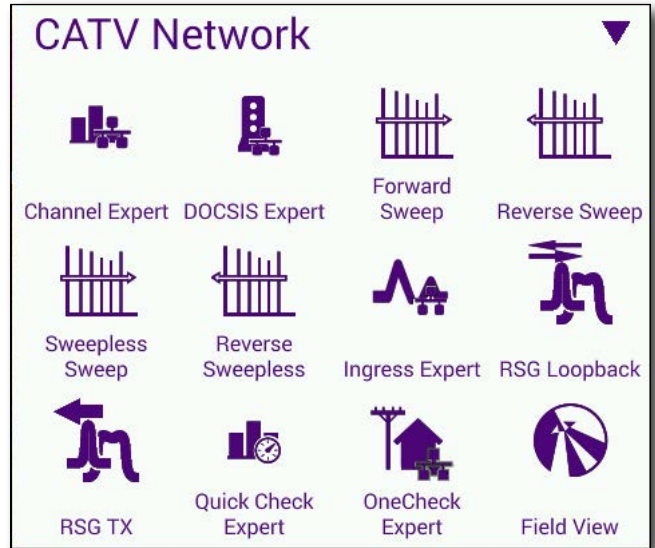 CATV Network
Channel Expert
DOCSIS Expert
Forward
Sweep
Reverse Sweep
Sweepless
Sweep
Reverse
Sweepless
Ingress Expert
RSG Loopback
RSG TX
Quick Check
Expert
OneCheck
Expert
Field View